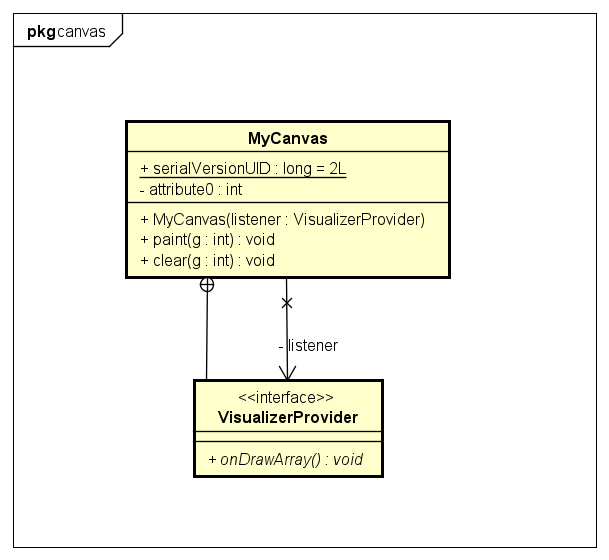 pkgcanvas
MyCanvas
+ serialVersionUID : long = 2L
- attribute0 : int
+ MyCanvas(listener : VisualizerProvider)
+ paint(g : int) : void
+ clear(g : int) : void
- listener
<<interface>>
VisualizerProvider
+ onDrawArray() : void